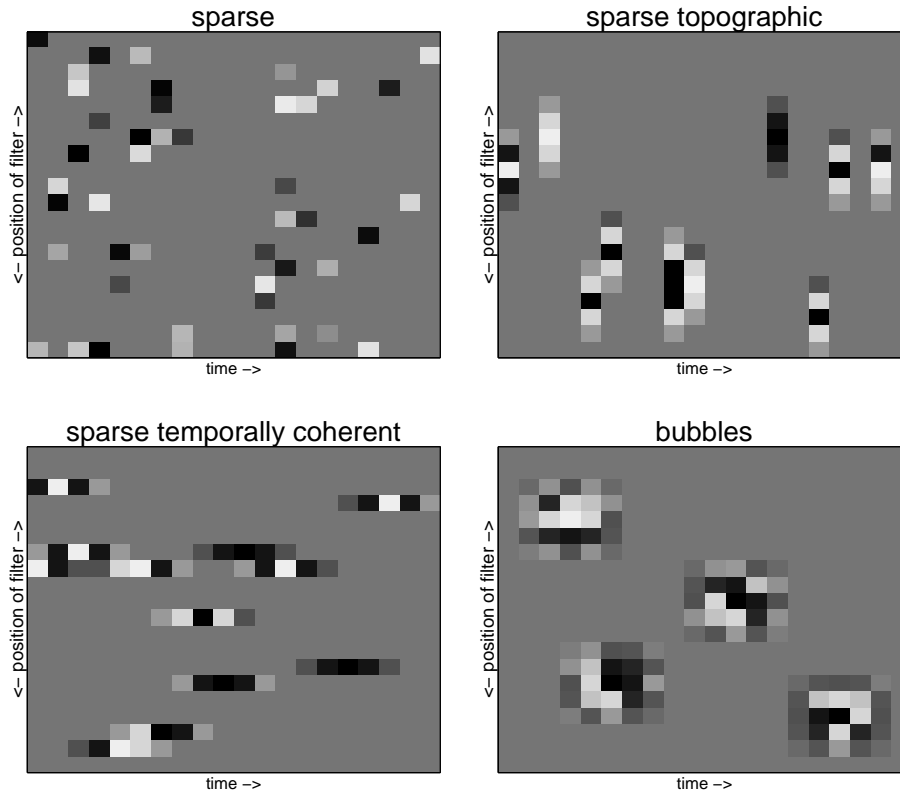 sparse
sparse topographic
<– position of filter –>
<– position of filter –>
time –>
time –>
sparse temporally coherent
bubbles
<– position of filter –>
<– position of filter –>
time –>
time –>